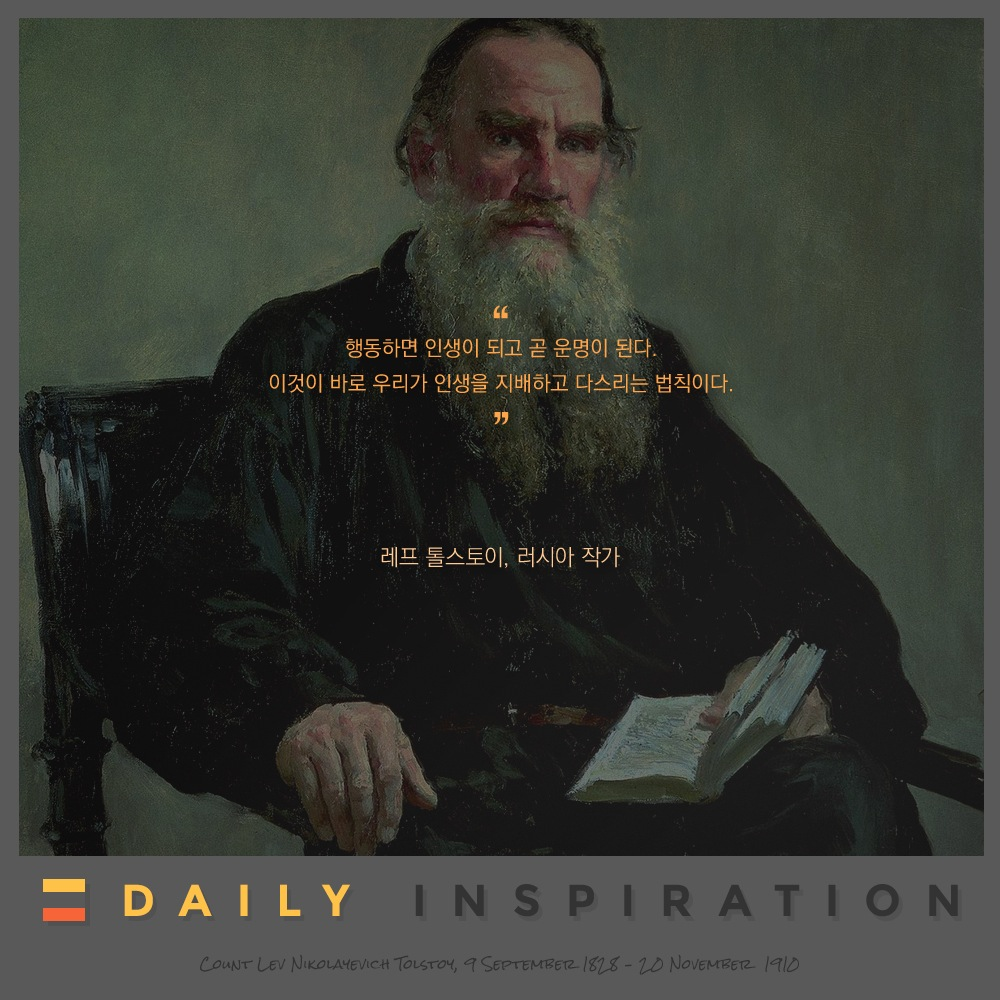 “
행동하면 인생이 되고 곧 운명이 된다.
이것이 바로 우리가 인생을 지배하고 다스리는 법칙이다.
”
레프 톨스토이, 러시아 작가
DAILY INSPIRATION
Count Lev Nikolayevich Tolstoy, 9 September 1828 - 20 November 1910